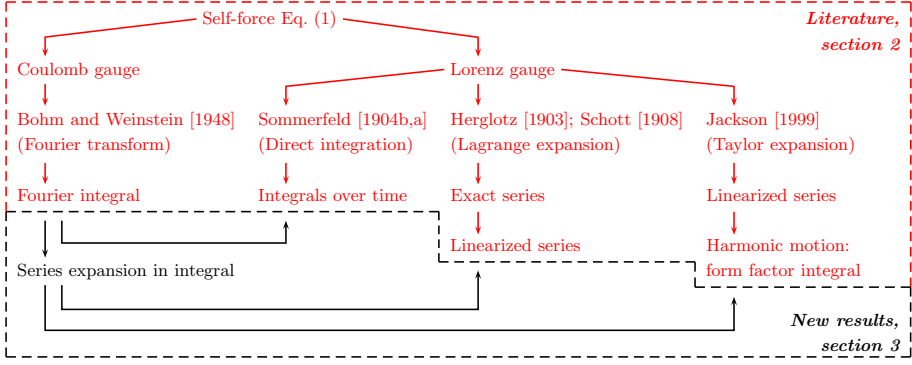 Self-force Eq. (1)
Literature,
section 2
Coulomb gauge
Lorenz gauge
Bohm and Weinstein [1948]
(Fourier transform)
Sommerfeld [1904b,a]
(Direct integration)
Herglotz [1903]; Schott [1908]
(Lagrange expansion)
Jackson [1999]
(Taylor expansion)
Fourier integral
Integrals over time
Exact series
Linearized series
Linearized series
Harmonic motion:
form factor integral
Series expansion in integral
New results,
section 3